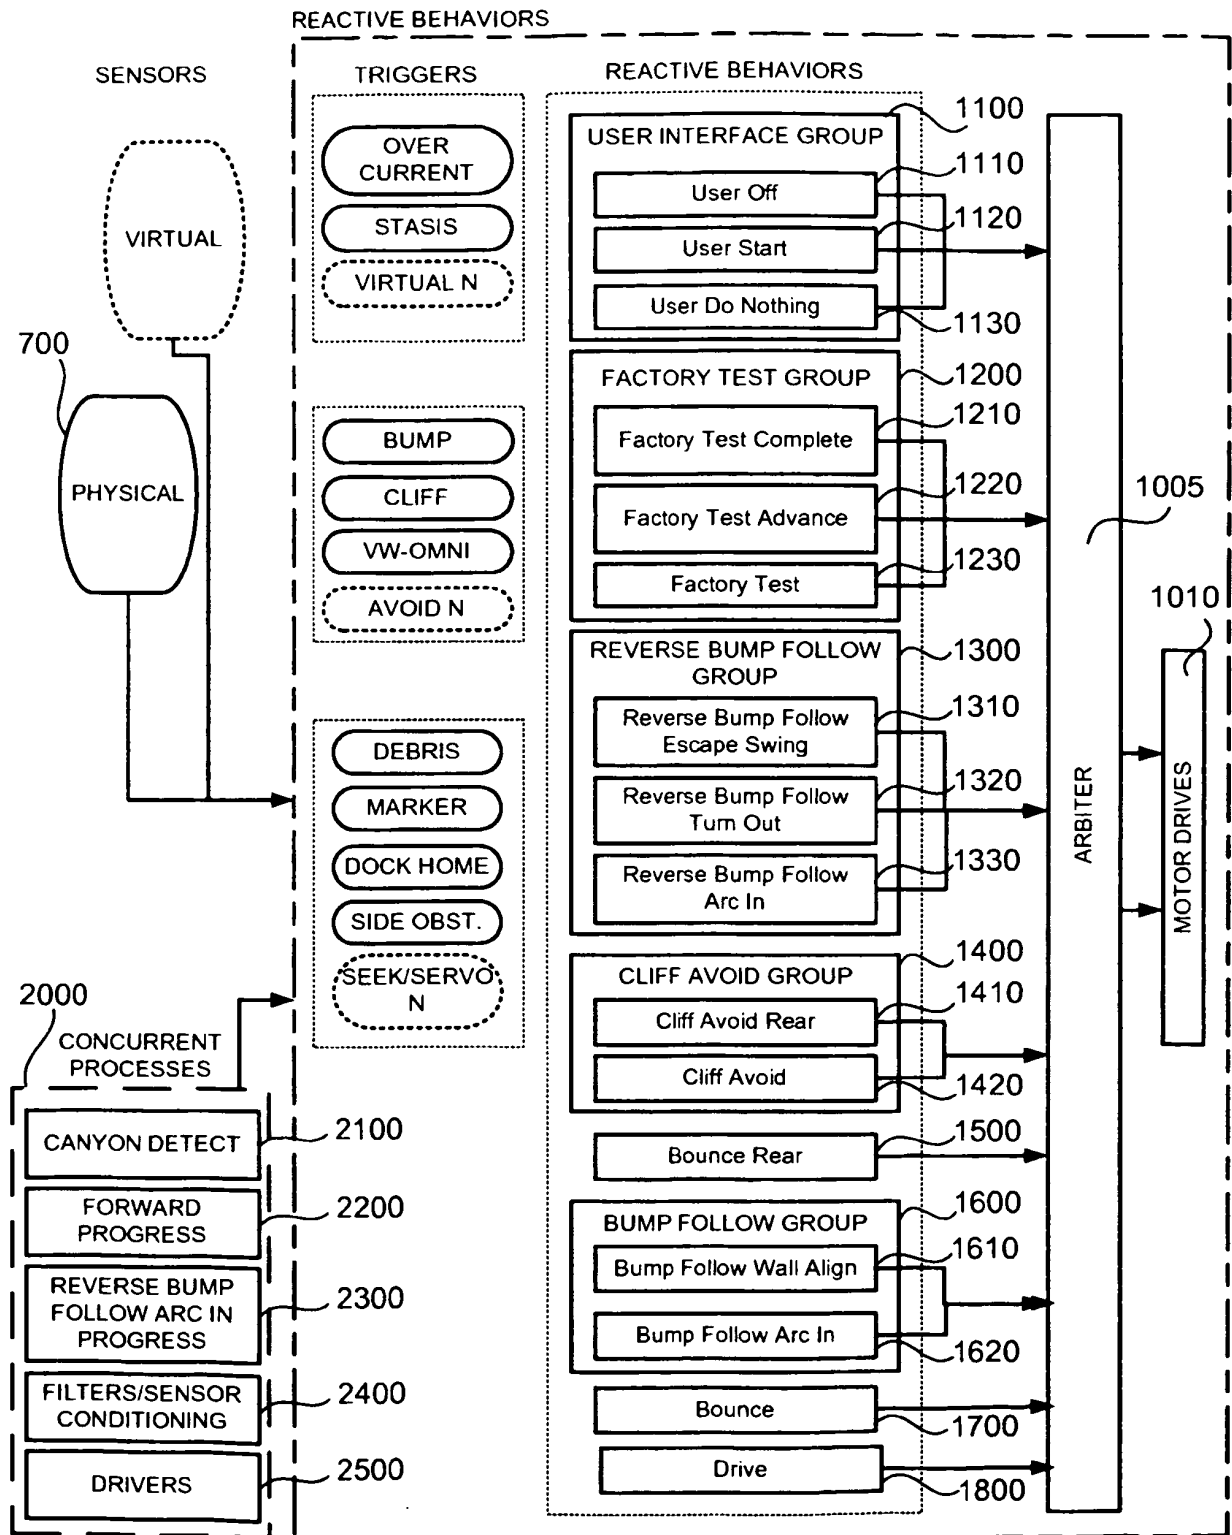 REACTIVE BEHAVIORS
SENSORS
VIRTUAL
700
PHYSICAL
2000
CONCURRENT
PROCESSES
CANYON DETECT
2100
FORWARD
PROGRESS
2200
REVERSE BUMP
FOLLOW ARC IN
PROGRESS
2300
FILTERS/SENSOR
CONDITIONING
2400
DRIVERS
2500
TRIGGERS
OVER
CURRENT
STASIS
VIRTUAL N
BUMP
CLIFF
VW-OMNI
AVOID N
DEBRIS
MARKER
DOCK HOME
SIDE OBST.
SEEK/SERVO
N
REACTIVE BEHAVIORS
1100
USER INTERFACE GROUP
1110
User Off
1120
User Start
User Do Nothing
1130
FACTORY TEST GROUP
1200
1210
Factory Test Complete
1220
Factory Test Advance
1230
Factory Test
REVERSE BUMP FOLLOW
GROUP
1300
1310
Reverse Bump Follow
Escape Swing
1320
Reverse Bump Follow
Turn Out
1330
Reverse Bump Follow
Arc In
1400
CLIFF AVOID GROUP
1410
Cliff Avoid Rear
Cliff Avoid
1420
1500
Bounce Rear
1600
BUMP FOLLOW GROUP
1610
Bump Follow Wall Align
Bump Follow Arc In
1620
Bounce
1700
Drive
1800
1005
ARBITER
1010
MOTOR DRIVES